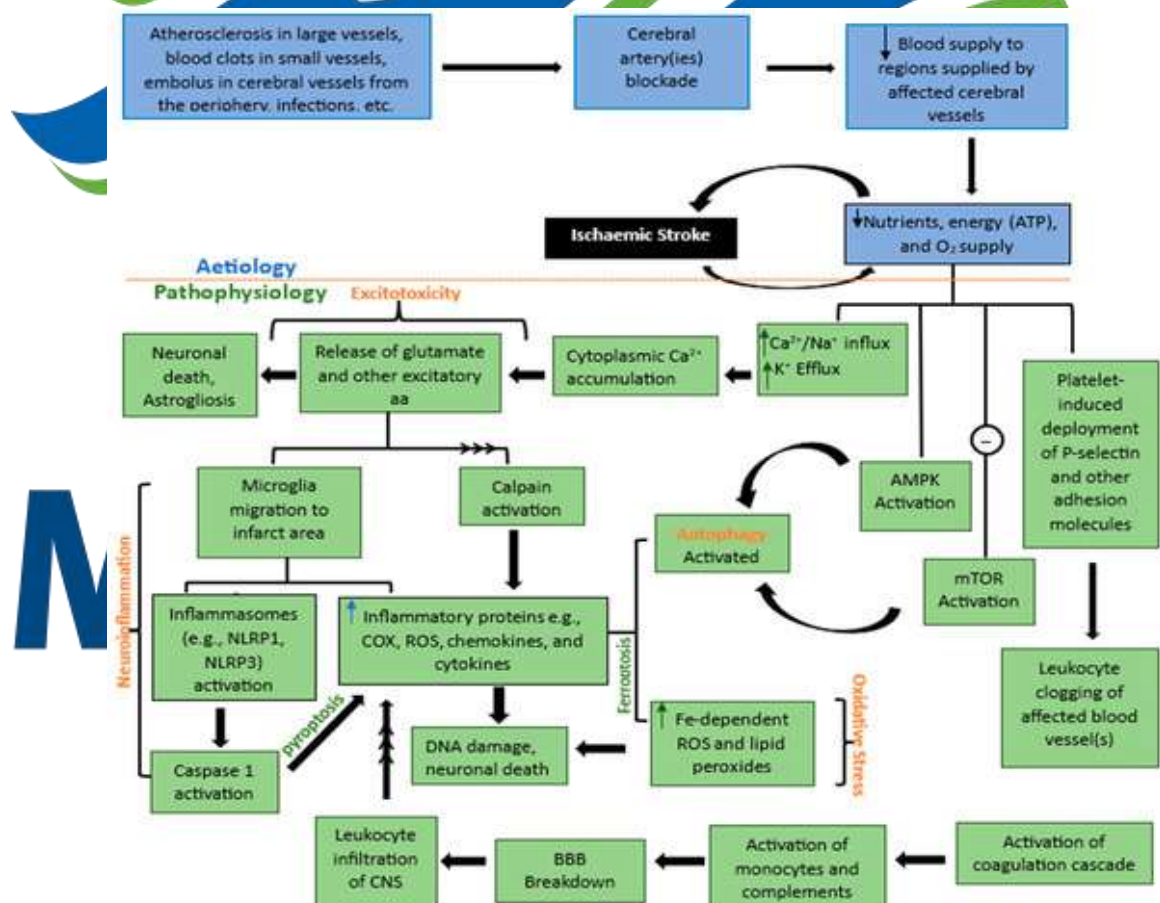 Atherosclerosis in large vessels,
blood clots in small vessels,
embolus in cerebral vessels from
the periphery, infections, etc.
Cerebral
artery(ies)
blockade
↓ Blood supply to
regions supplied by
affected cerebral
vessels
Ischaemic Stroke
↓Nutrients, energy (ATP),
and O₂ supply
Aetiology
Pathophysiology
Excitotoxicity
Neuronal
death,
Astrogliosis
Release of glutamate
and other excitatory
aa
Cytoplasmic Ca²⁺
accumulation
↑Ca²⁺/Na⁺ influx
↑K⁺ Efflux
Platelet-
induced
deployment
of P-selectin
and other
adhesion
molecules
−
Microglia
migration to
infarct area
Calpain
activation
AMPK
Activation
Autophagy
Activated
mTOR
Activation
Neuroinflammation
Inflammasomes
(e.g., NLRP1,
NLRP3)
activation
↑ Inflammatory proteins e.g.,
COX, ROS, chemokines, and
cytokines
Ferroptosis
Leukocyte
clogging of
affected blood
vessel(s)
pyroptosis
Caspase 1
activation
DNA damage,
neuronal death
↑ Fe-dependent
ROS and lipid
peroxides
Oxidative Stress
Leukocyte
infiltration
of CNS
BBB
Breakdown
Activation of
monocytes and
complements
Activation of
coagulation cascade
M